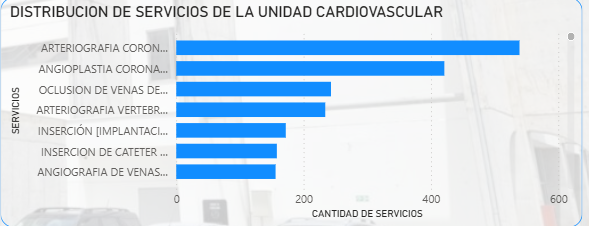 DISTRIBUCION DE SERVICIOS DE LA UNIDAD CARDIOVASCULAR
SERVICIOS
ARTERIOGRAFIA CORON...
ANGIOPLASTIA CORONA...
OCLUSION DE VENAS DE...
ARTERIOGRAFIA VERTEBR...
INSERCIÓN [IMPLANTACI...
INSERCION DE CATETER ...
ANGIOGRAFIA DE VENAS...
0 200 400 600
CANTIDAD DE SERVICIOS